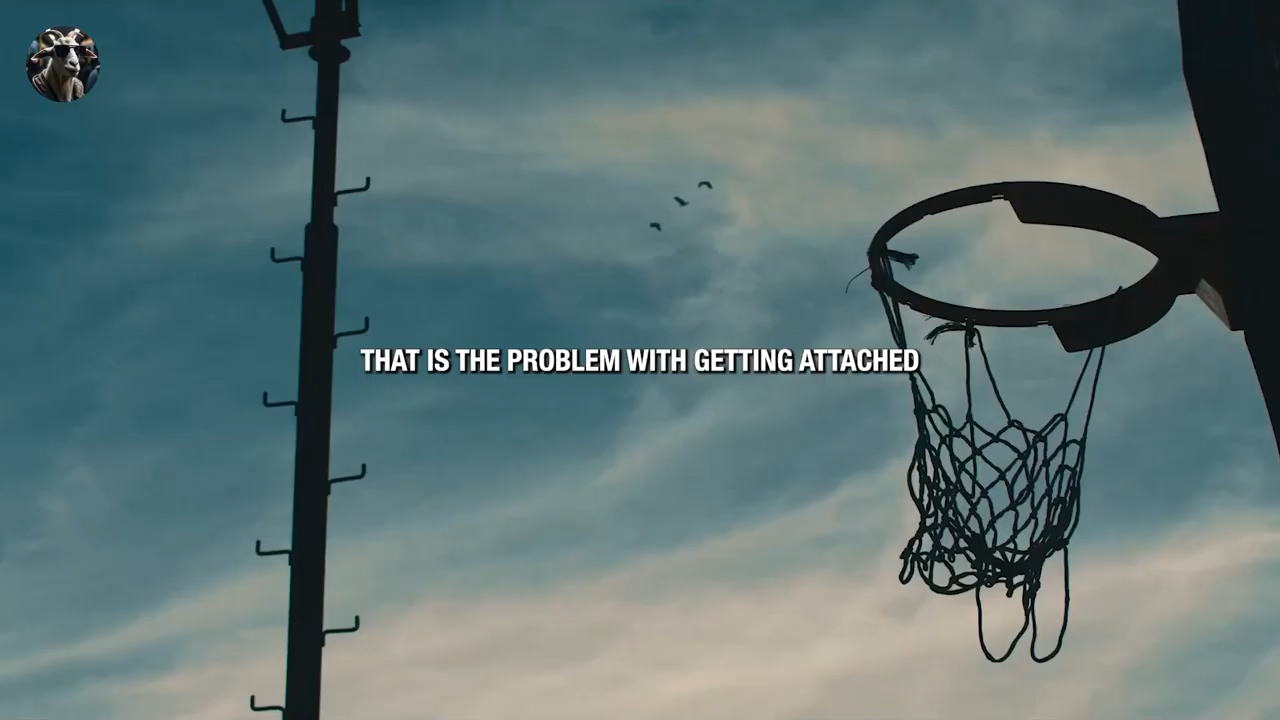 THAT IS THE PROBLEM WITH GETTING ATTACHED